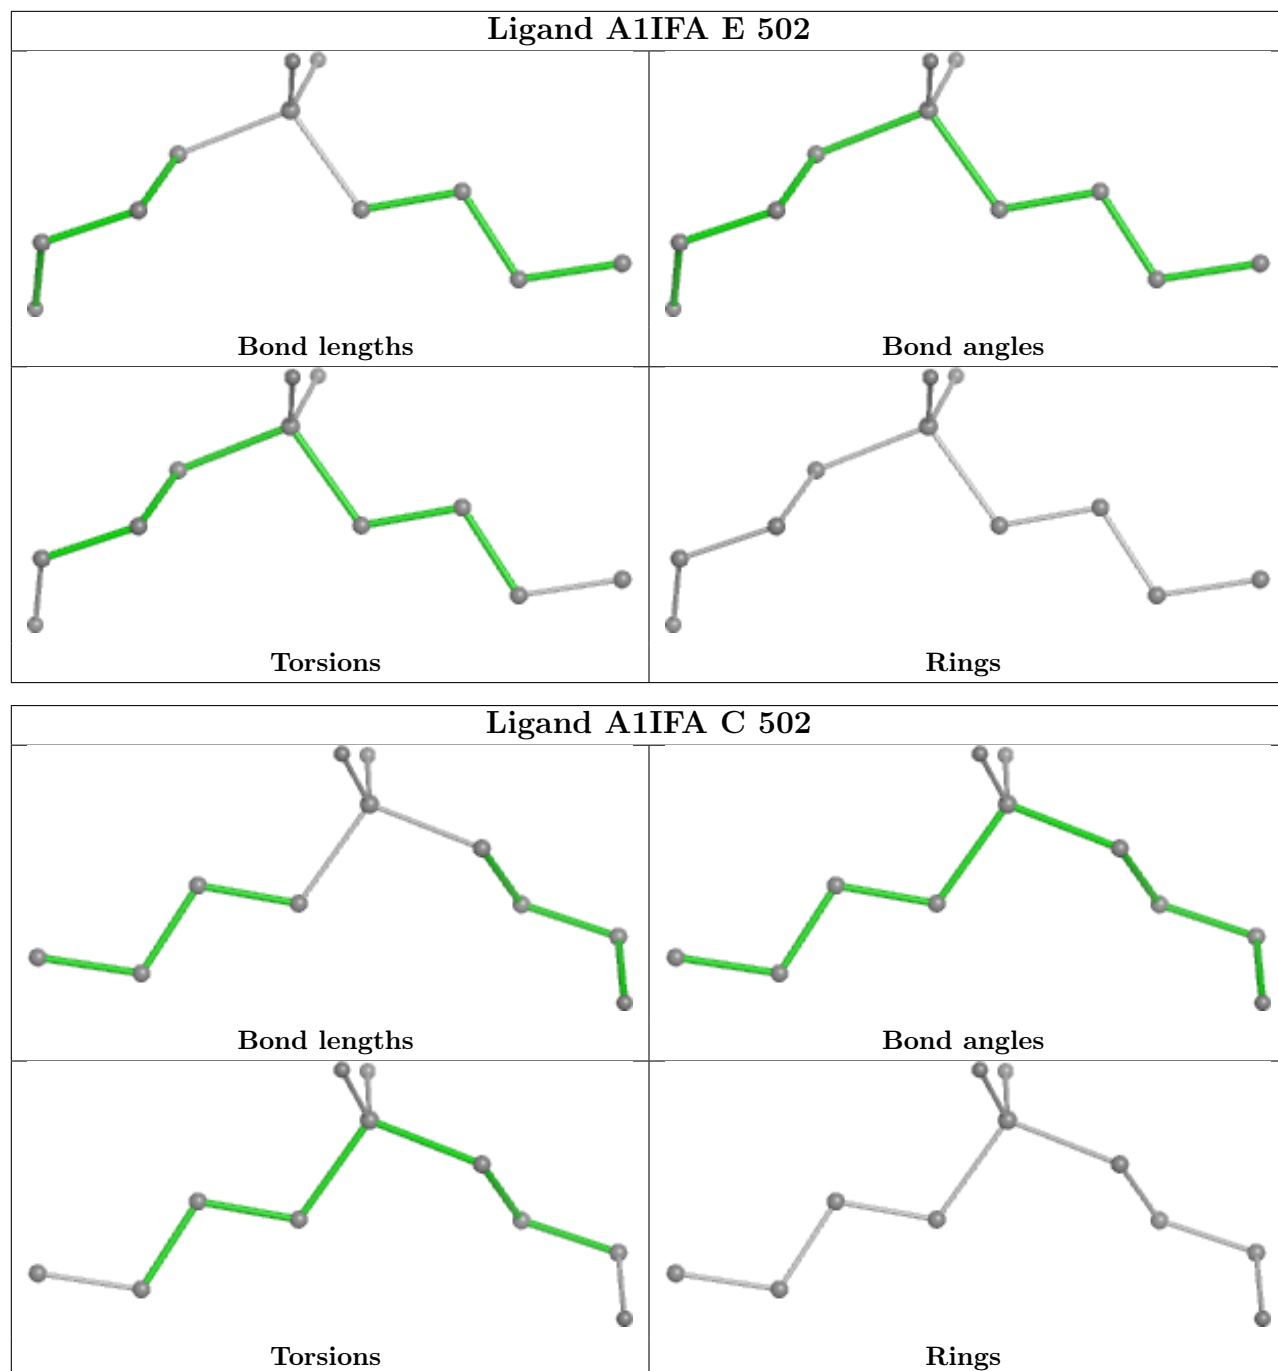 Ligand A1IFA E 502
Bond lengths
Bond angles
Torsions
Rings
Ligand A1IFA C 502
Bond lengths
Bond angles
Torsions
Rings